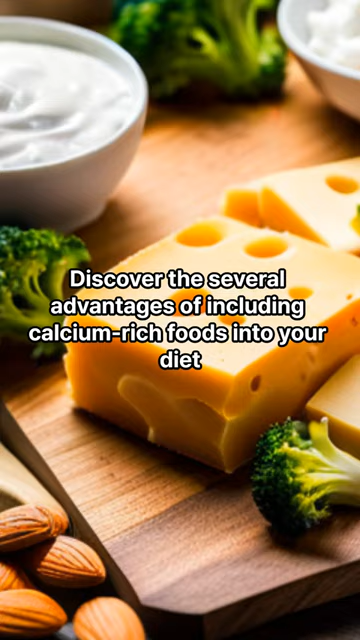 Discover the several
advantages of including
calcium-rich foods into your
diet